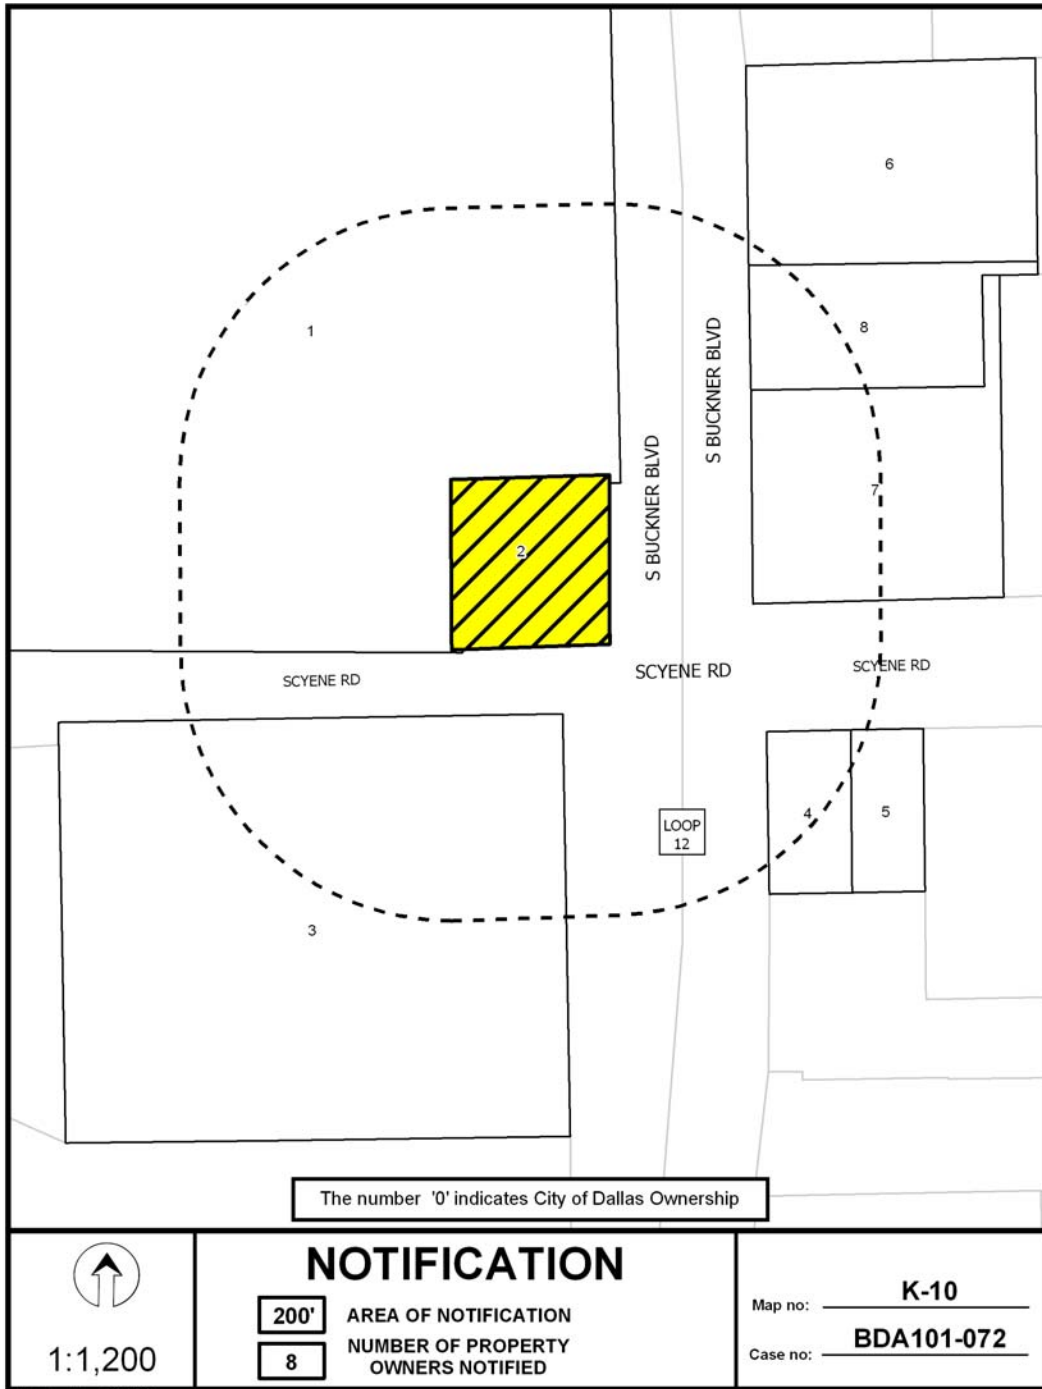 6
1
8
S BUCKNER BLVD
S BUCKNER BLVD
7
2
SCYENE RD
SCYENE RD
SCYENE RD
LOOP
12
4
5
3
The number '0' indicates City of Dallas Ownership
1:1,200
NOTIFICATION
200' AREA OF NOTIFICATION
8 NUMBER OF PROPERTY
OWNERS NOTIFIED
Map no: K-10
Case no: BDA101-072